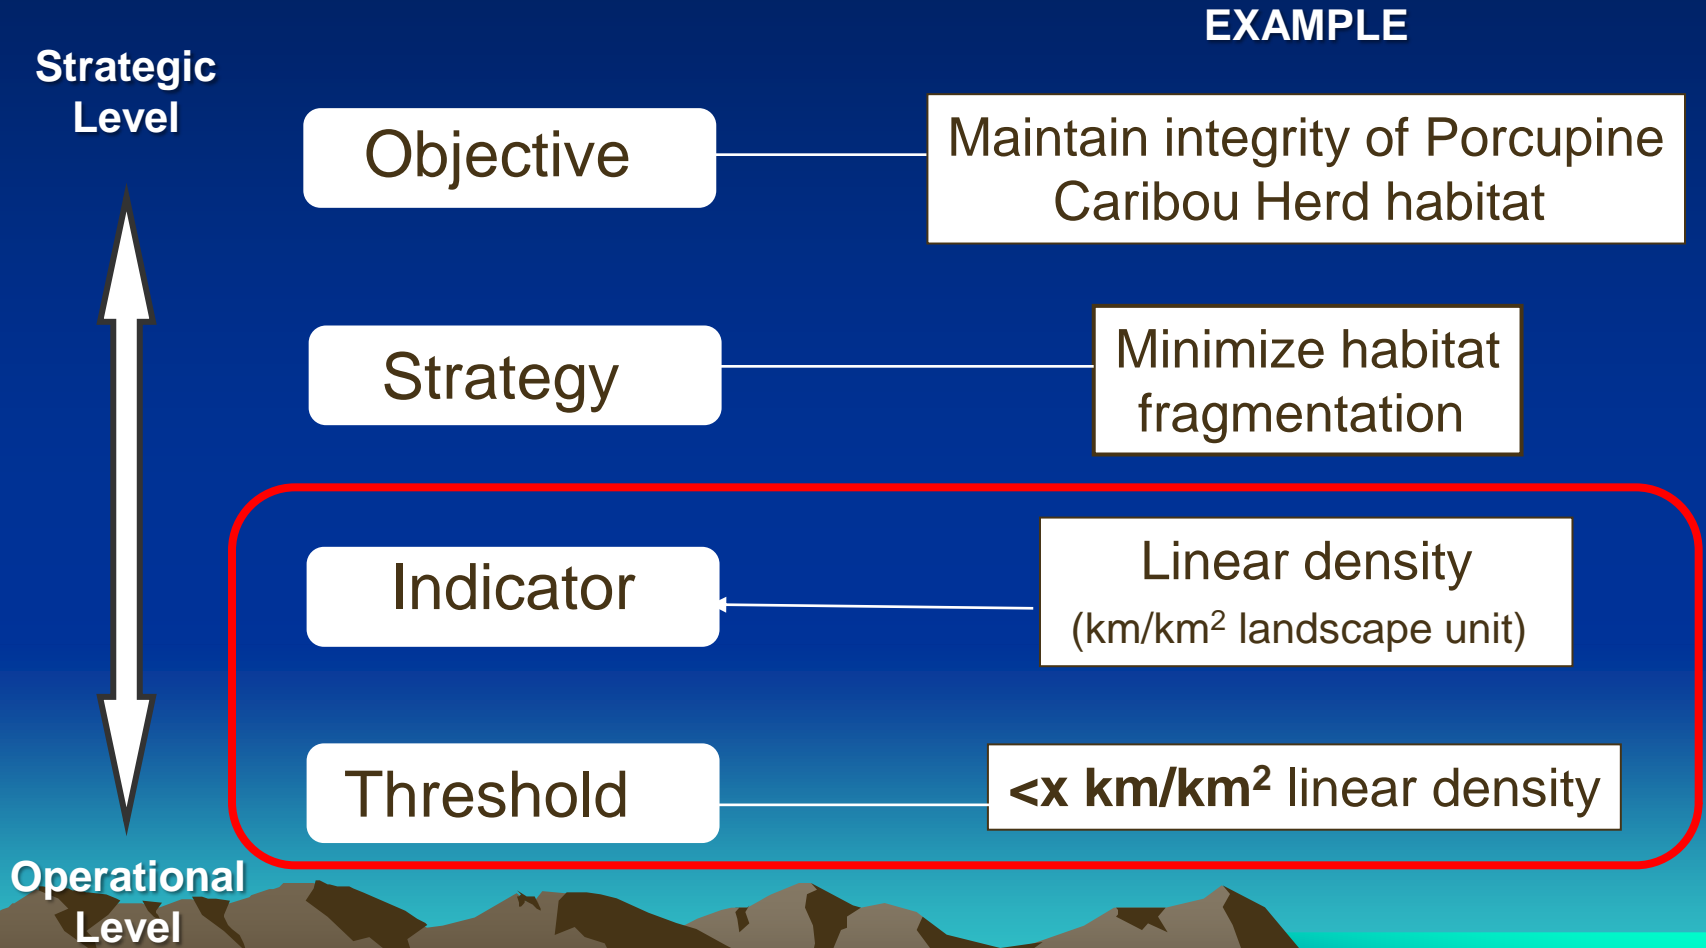 EXAMPLE
Strategic
Level
Objective
Maintain integrity of Porcupine
Caribou Herd habitat
Strategy
Minimize habitat
fragmentation
Indicator
Linear density
(km/km² landscape unit)
Threshold
<x km/km² linear density
Operational
Level